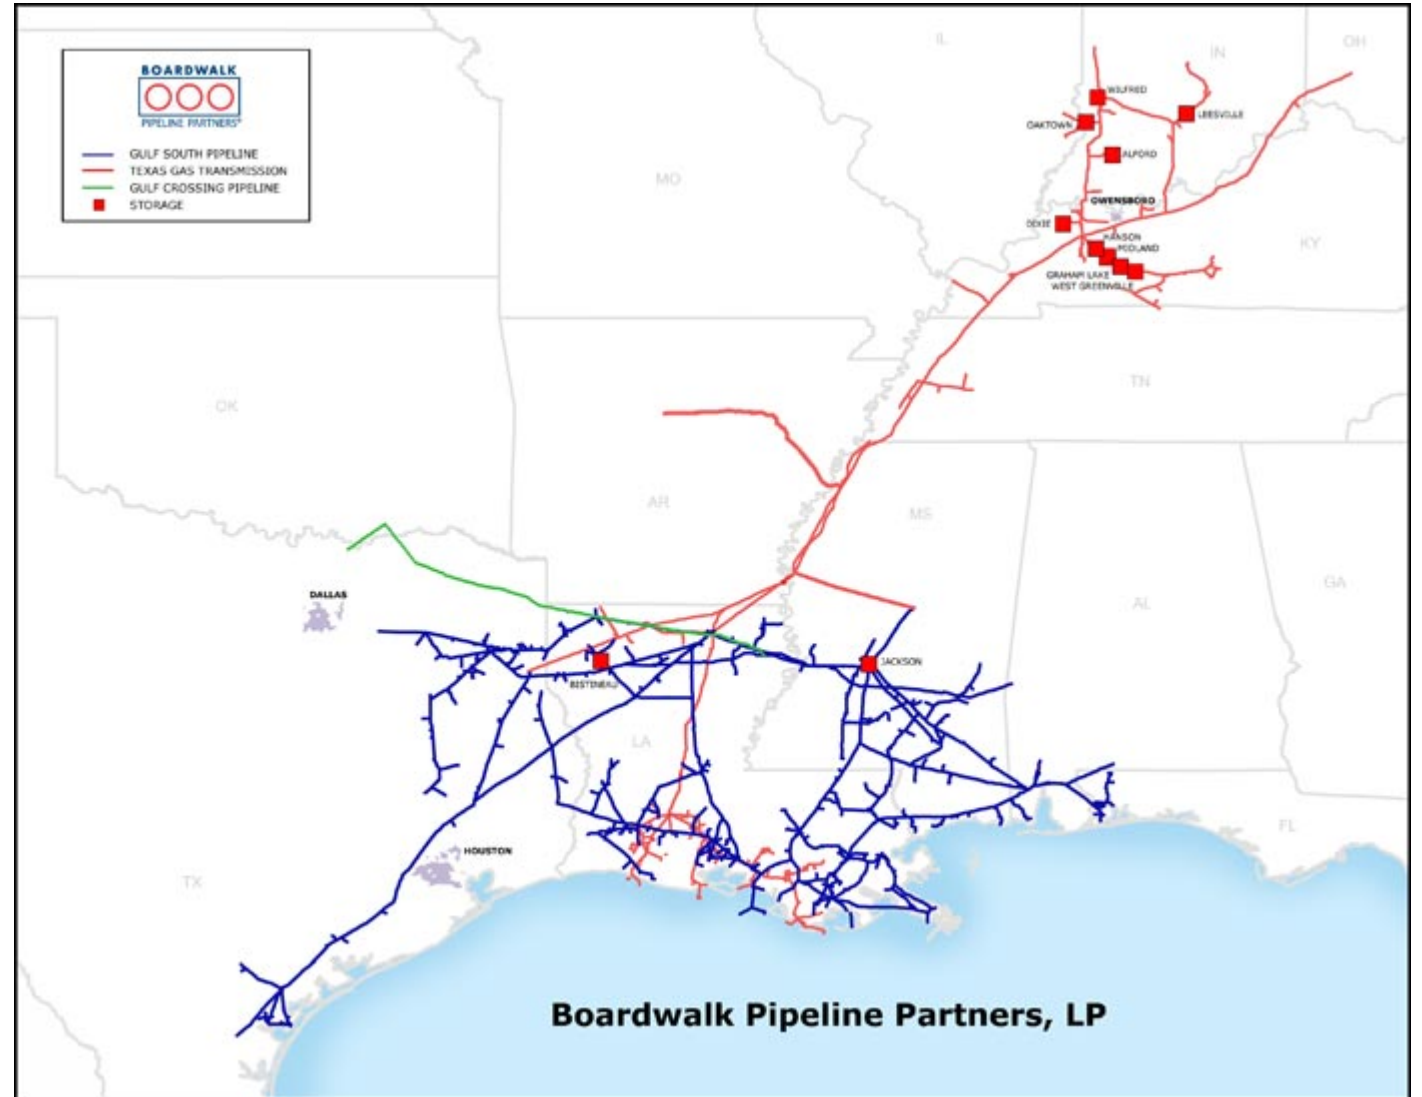 BOARDWALK
PIPELINE PARTNERS®
GULF SOUTH PIPELINE
TEXAS GAS TRANSMISSION
GULF CROSSING PIPELINE
STORAGE
IL
IN
OH
WILFRED
LEESVILLE
OAKTOWN
ALFORD
MO
OWENSBORO
DIXIE
HANSON
MIDLAND
KY
GRAHAM LAKE
WEST GREENVILLE
TN
OK
AR
MS
GA
DALLAS
AL
JACKSON
BISTINEAU
LA
FL
HOUSTON
TX
Boardwalk Pipeline Partners, LP